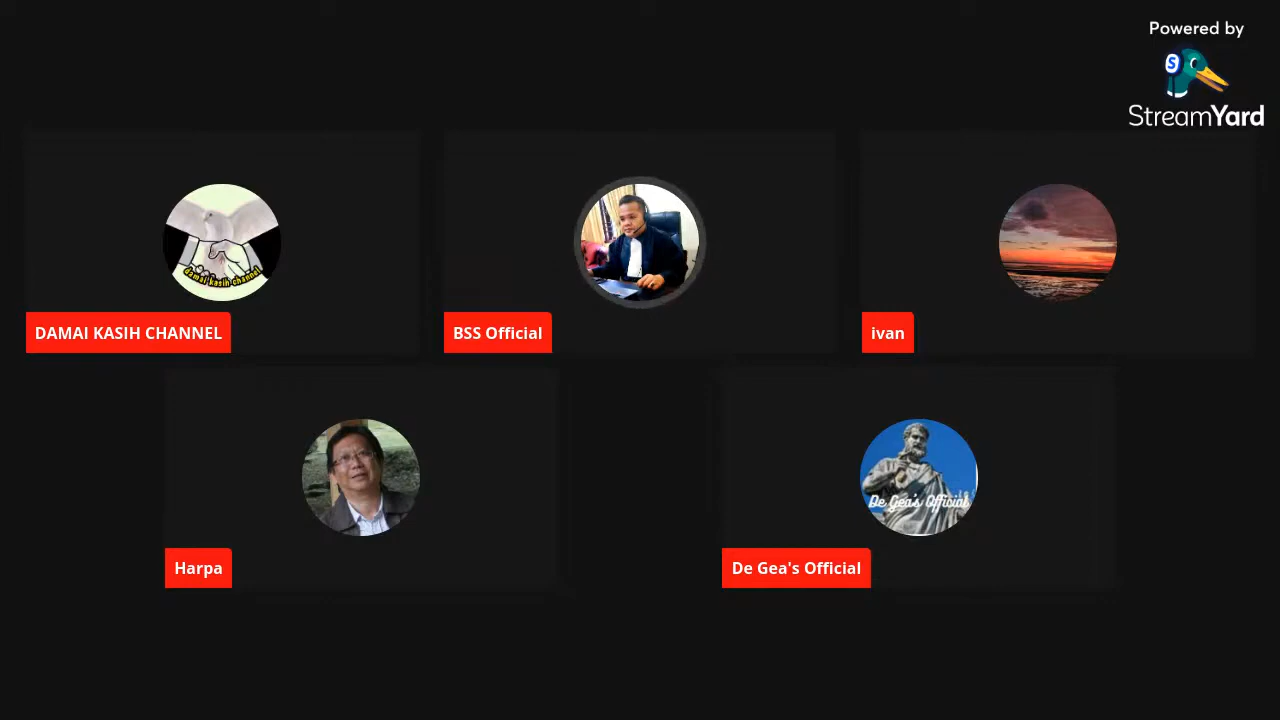 Powered by
S
StreamYard
damai kasih channel
DAMAI KASIH CHANNEL
BSS Official
ivan
De Gea's Official
Harpa
De Gea's Official